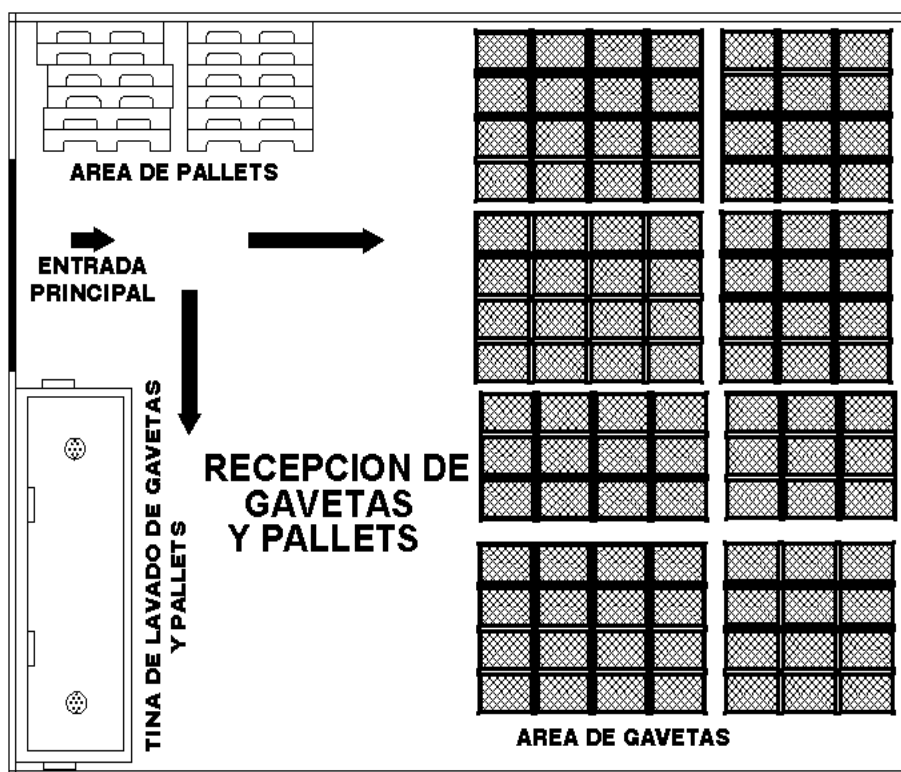 AREA DE PALLETS
ENTRADA
PRINCIPAL
TINA DE LAVADO DE GAVETAS
Y PALLETS
RECEPCION DE
GAVETAS
Y PALLETS
AREA DE GAVETAS